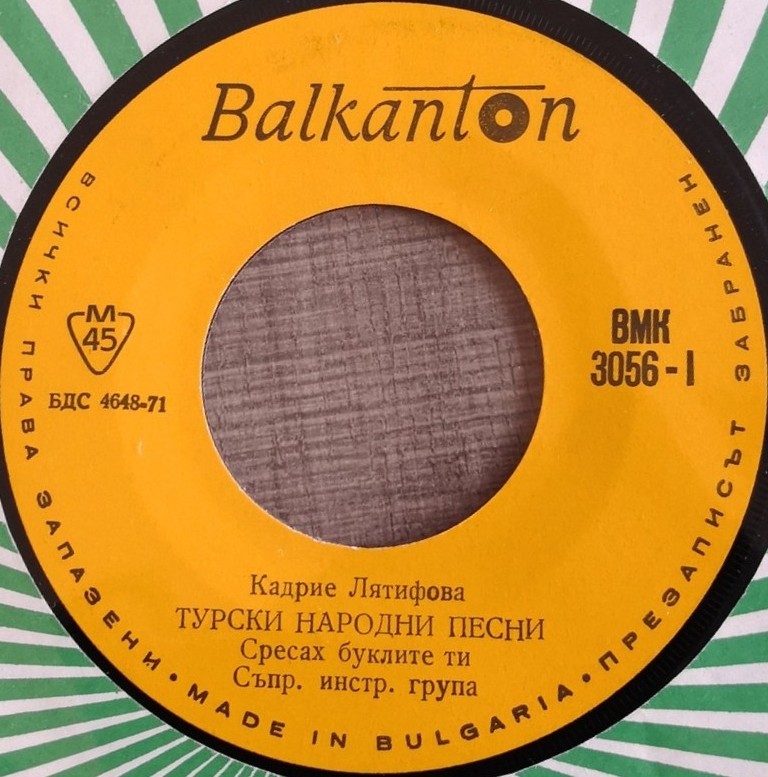 Balkanton
M
45
БДС 4648-71
ВМК
3056-I
Кадрие Лятифова
ТУРСКИ НАРОДНИ ПЕСНИ
Сресах буклите ти
Съпр. инстр. група
ВСИЧКИ ПРАВА ЗАПАЗЕНИ • MADE IN BULGARIA • ПРЕЗАПИСЪТ ЗАБРАНЕН